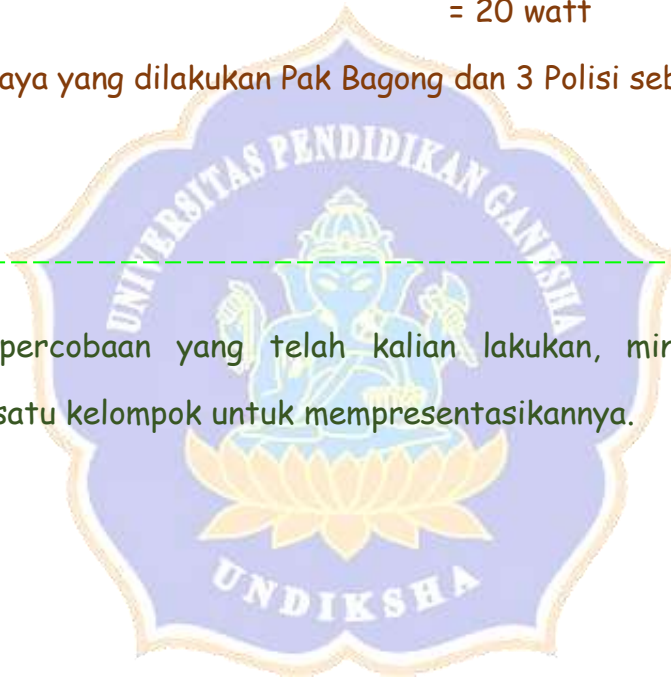 = 20 watt
aya yang dilakukan Pak Bagong dan 3 Polisi seb
UNIVERSITAS PENDIDIKAN GANESHA
percobaan yang telah kalian lakukan, min
satu kelompok untuk mempresentasikannya.
UNDIKSHA